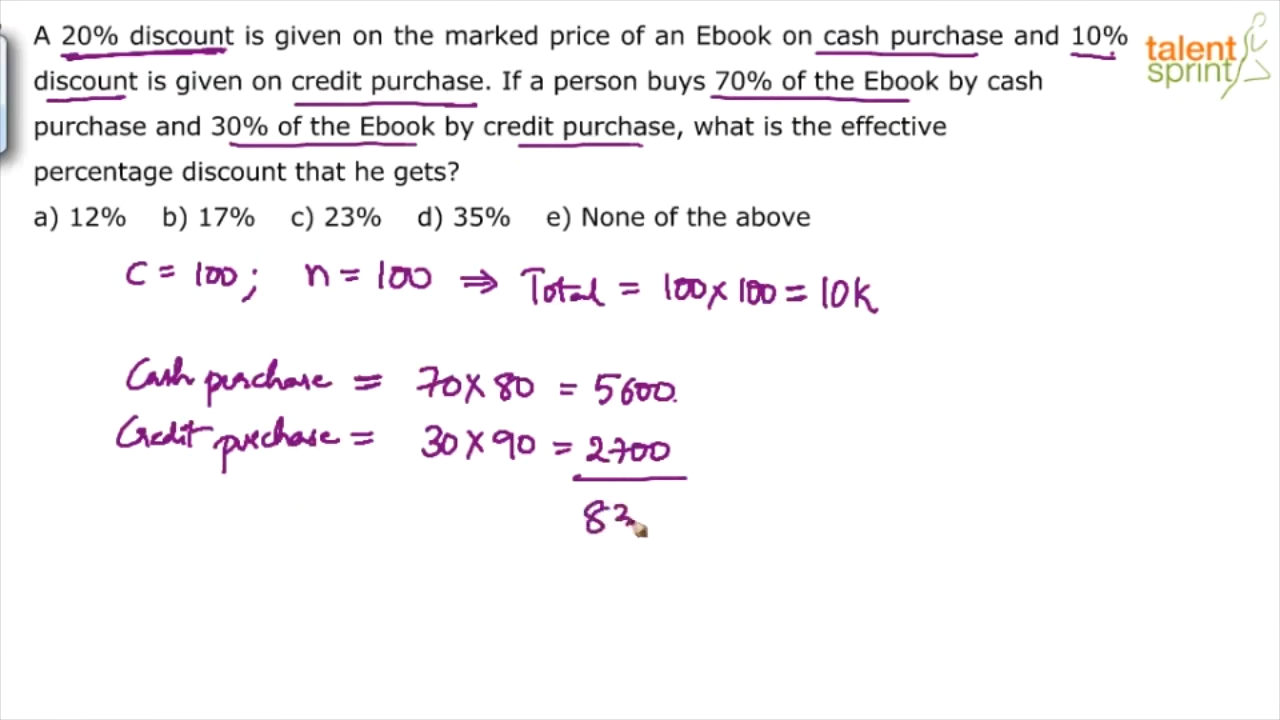 A 20% discount is given on the marked price of an Ebook on cash purchase and 10%
discount is given on credit purchase. If a person buys 70% of the Ebook by cash
purchase and 30% of the Ebook by credit purchase, what is the effective
percentage discount that he gets?
a) 12% b) 17% c) 23% d) 35% e) None of the above
talent
sprint
C = 100; n = 100 ⇒ Total = 100 x 100 = 10K
Cash purchase = 70 x 80 = 5600.
Credit purchase = 30 x 90 = 2700
83